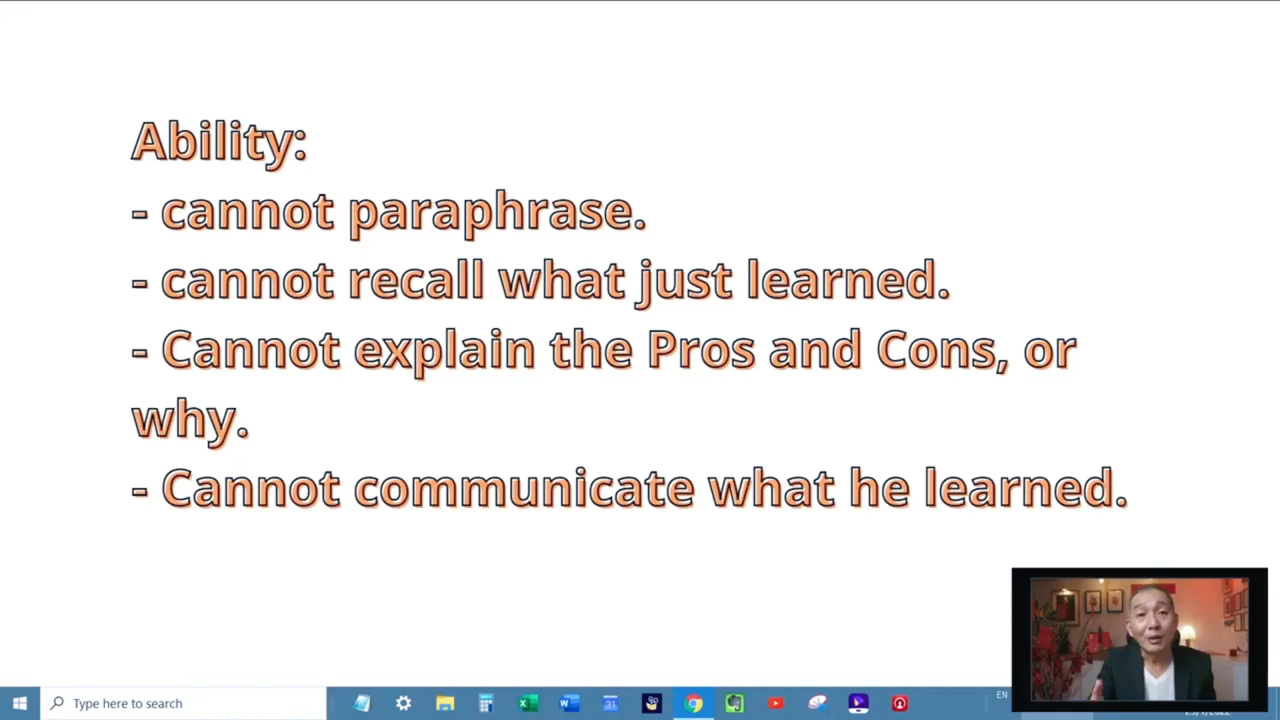 Ability:
- cannot paraphrase.
- cannot recall what just learned.
- Cannot explain the Pros and Cons, or
why.
- Cannot communicate what he learned.
Type here to search
31
EN